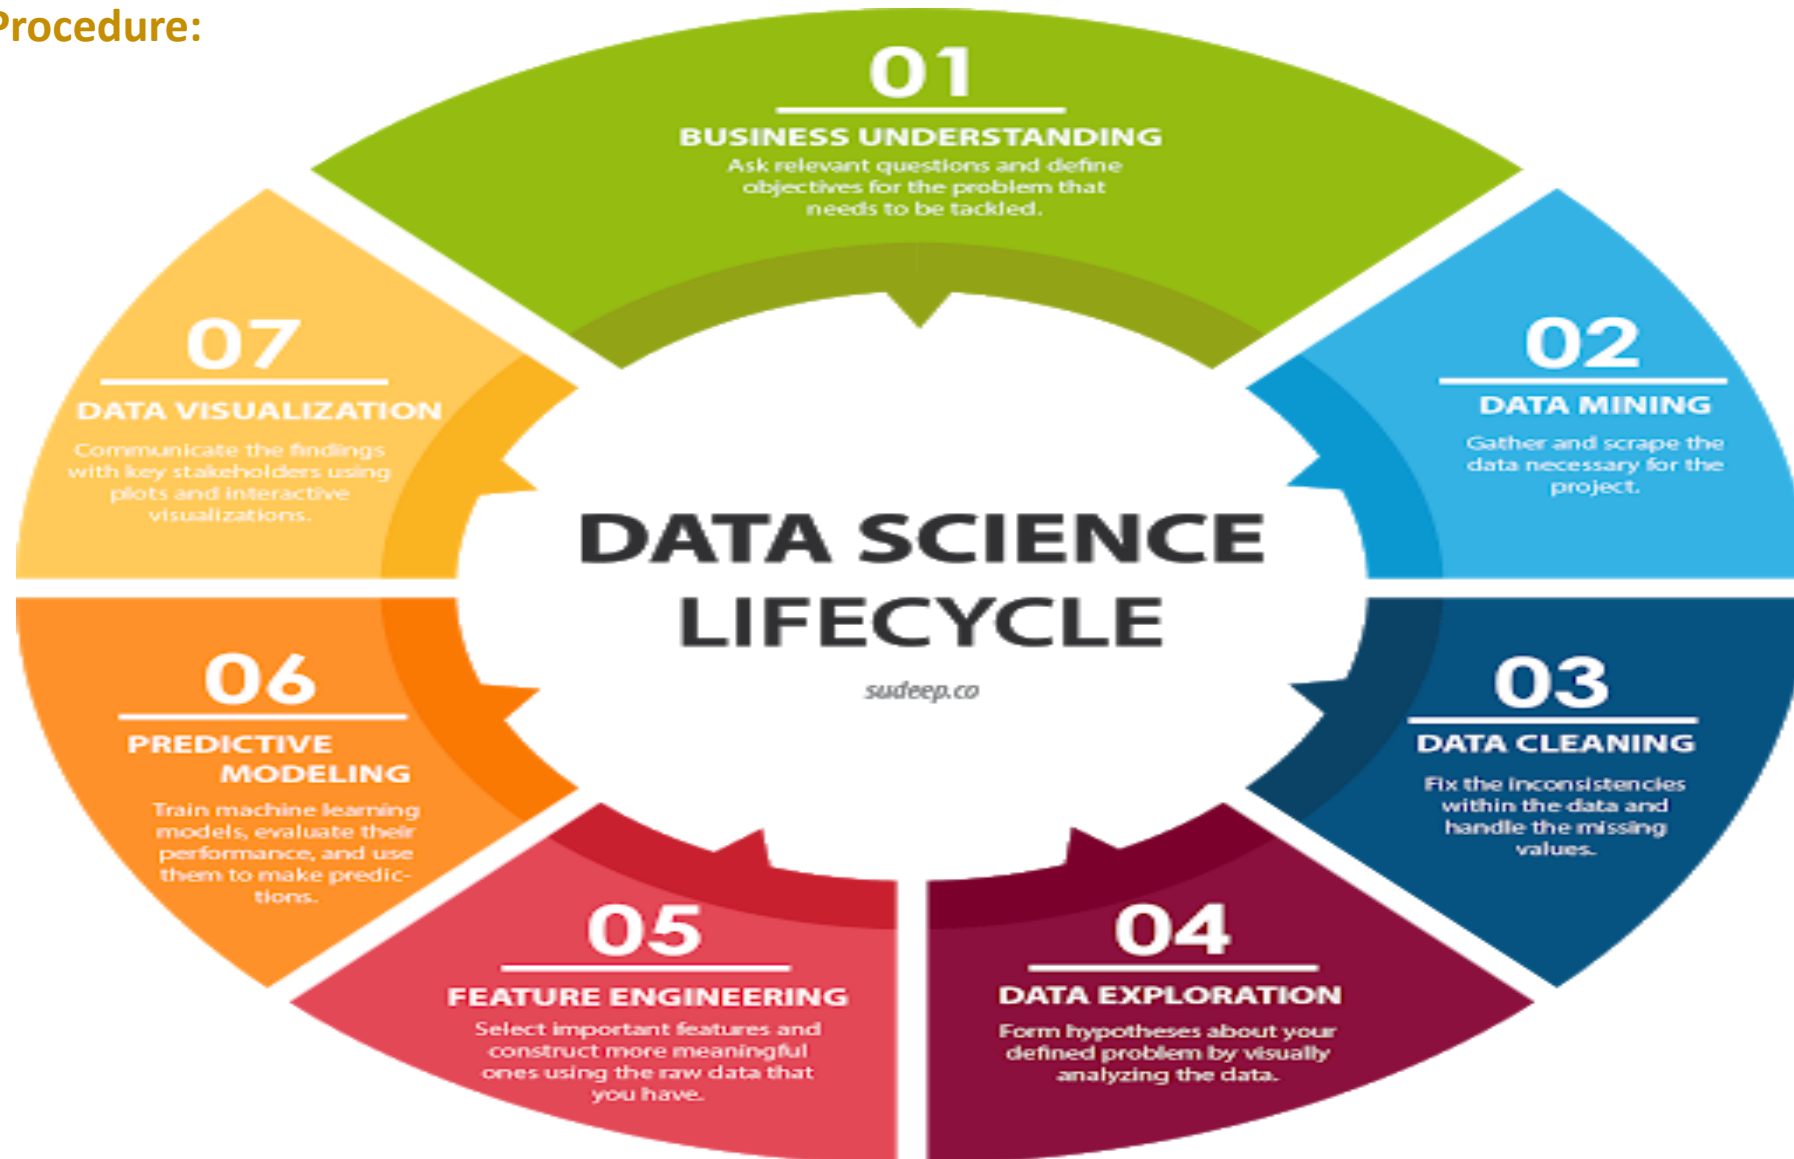 Procedure:
01
BUSINESS UNDERSTANDING
Ask relevant questions and define
objectives for the problem that
needs to be tackled.
02
DATA MINING
Gather and scrape the
data necessary for the
project.
03
DATA CLEANING
Fix the inconsistencies
within the data and
handle the missing
values.
04
DATA EXPLORATION
Form hypotheses about your
defined problem by visually
analyzing the data.
05
FEATURE ENGINEERING
Select important features and
construct more meaningful
ones using the raw data that
you have.
06
PREDICTIVE
MODELING
Train machine learning
models, evaluate their
performance, and use
them to make predic-
tions.
07
DATA VISUALIZATION
Communicate the findings
with key stakeholders using
plots and interactive
visualizations.
DATA SCIENCE
LIFECYCLE
sudeep.co